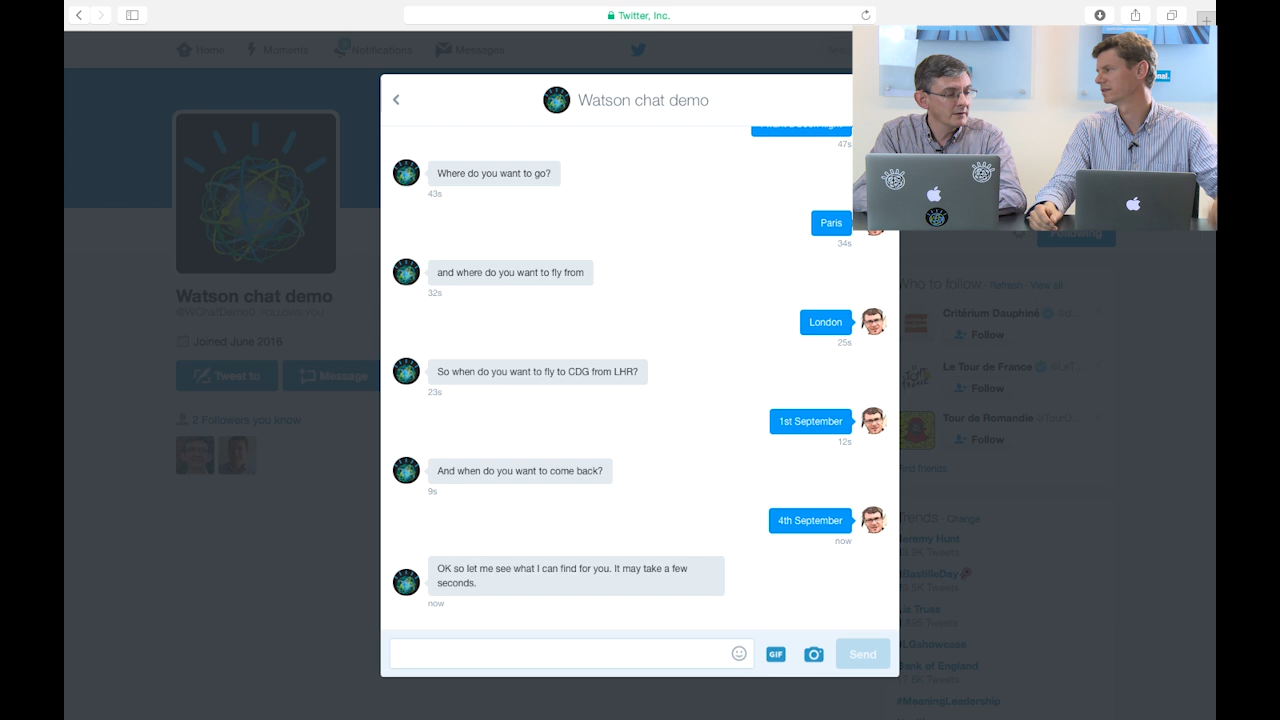 Twitter, Inc.
Home
Moments
Notifications
Messages
Watson chat demo
47s
Where do you want to go?
43s
Paris
34s
and where do you want to fly from
32s
London
25s
So when do you want to fly to CDG from LHR?
23s
1st September
12s
And when do you want to come back?
9s
4th September
now
OK so let me see what I can find for you. It may take a few
seconds.
now
GIF
Send
Watson chat demo
FOLLOWS YOU
Joined June 2016
Tweet to
Message
2 Followers you know
Following
Who to follow · Refresh · View all
Critérium Dauphiné
Follow
Le Tour de France
Follow
Tour de Romandie
Follow
Find friends
Trends · Change
Jeremy Hunt
#BastilleDay
Liz Truss
#LGshowcase
Bank of England
#MeaningLeadership